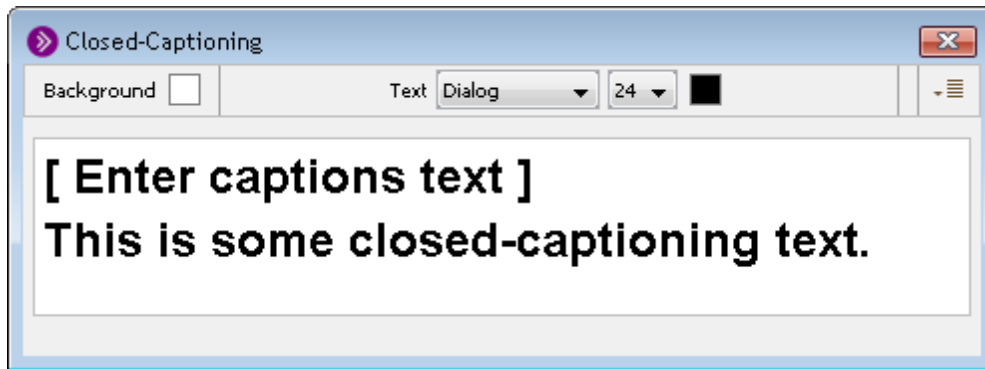 Closed-Captioning
Background Text Dialog 24
[ Enter captions text ]
This is some closed-captioning text.